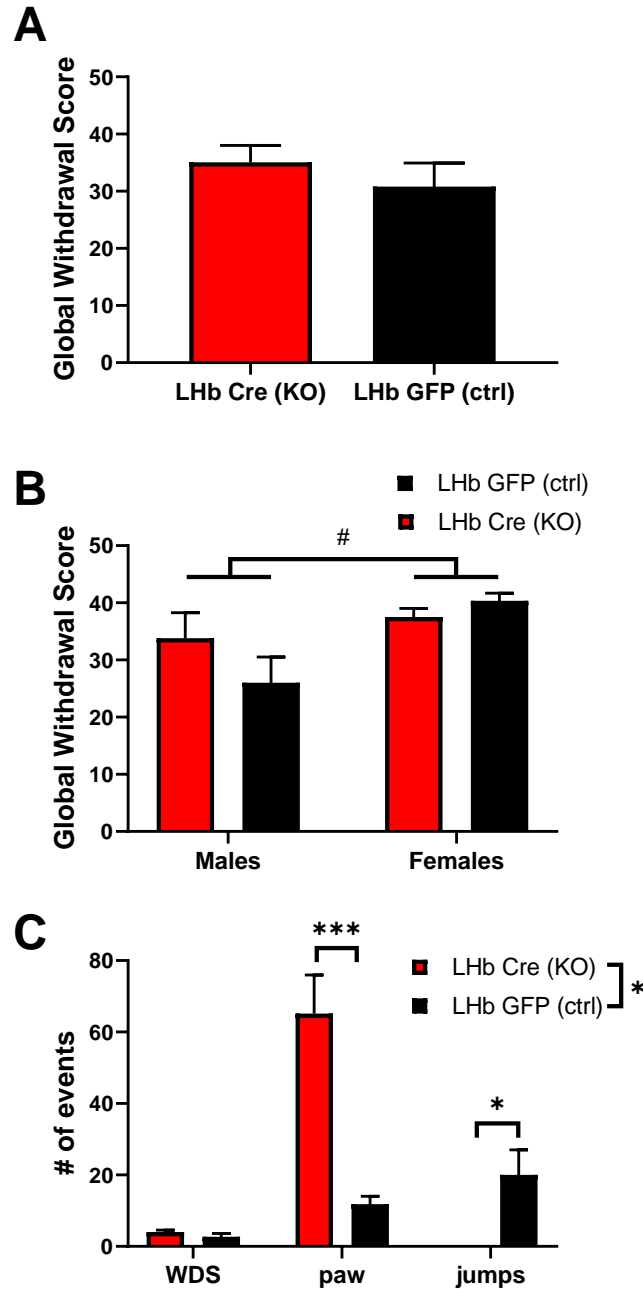 A
Global Withdrawal Score
50
40
30
20
10
0
LHb Cre (KO) LHb GFP (ctrl)
B
LHb GFP (ctrl)
LHb Cre (KO)
Global Withdrawal Score
50
40
30
20
10
0
#
Males Females
C
# of events
80
60
40
20
0
***
*
LHb Cre (KO)
LHb GFP (ctrl)
*
WDS paw jumps